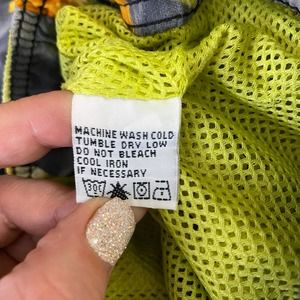 MACHINE WASH COLD
TUMBLE DRY LOW
DO NOT BLEACH
COOL IRON
IF NECESSARY
30°